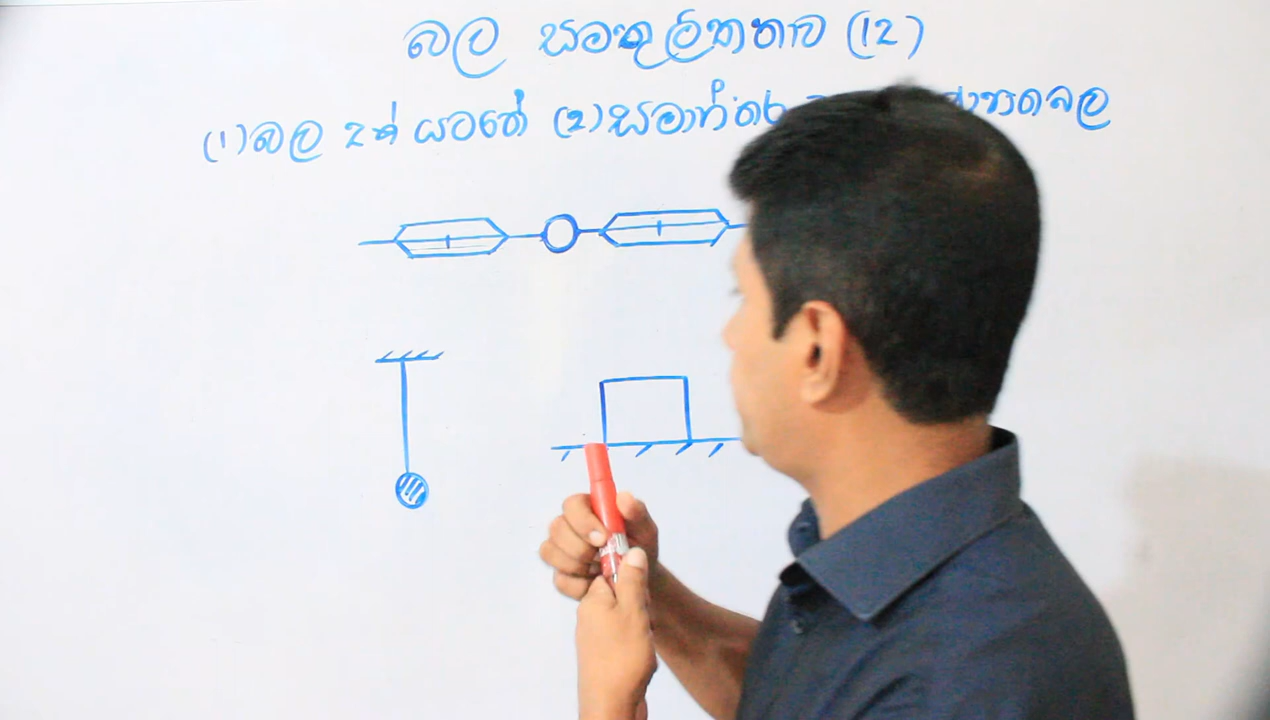 බල සමතුලිතතාව (12)
(1) බල 2ක් යටතේ (2) සමාන්තර